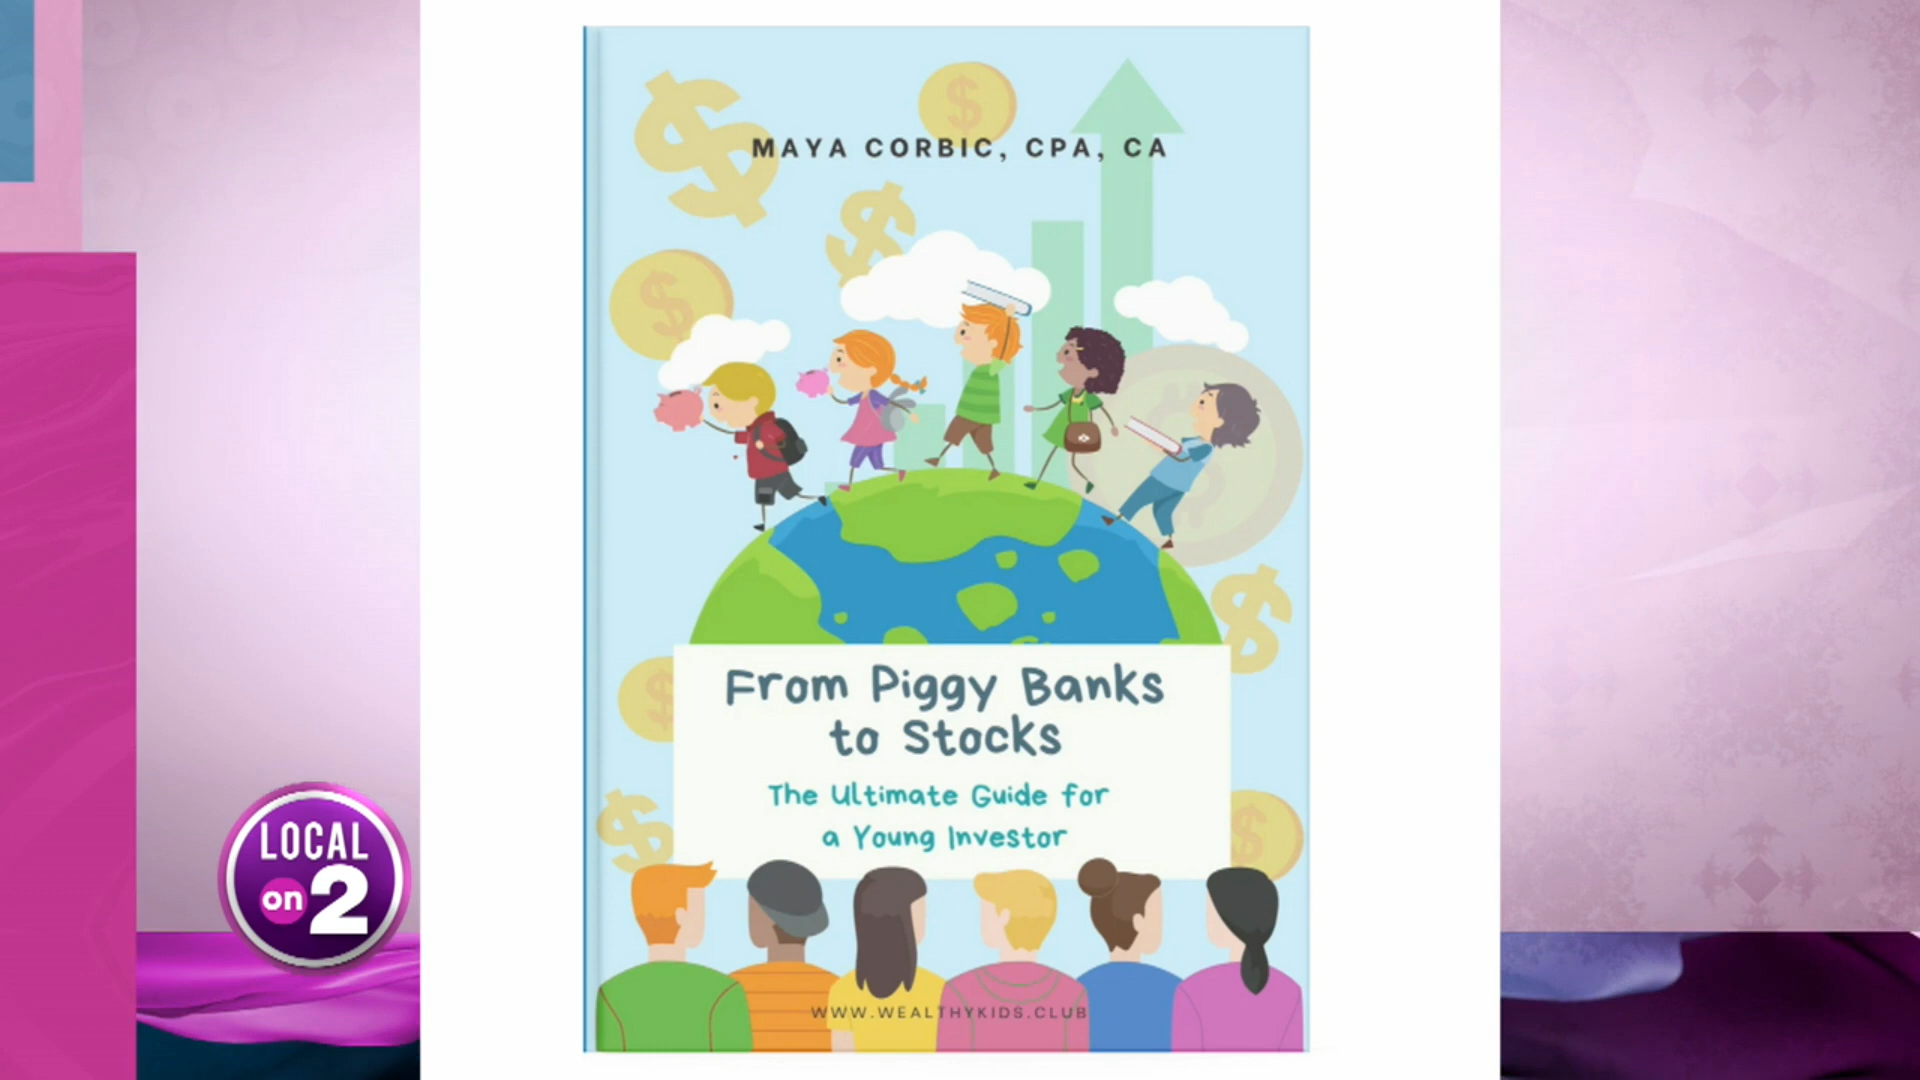 MAYA CORBIC, CPA, CA
From Piggy Banks
to Stocks
The Ultimate Guide for
a Young Investor
WWW.WEALTHYKIDS.CLUB
LOCAL
on 2